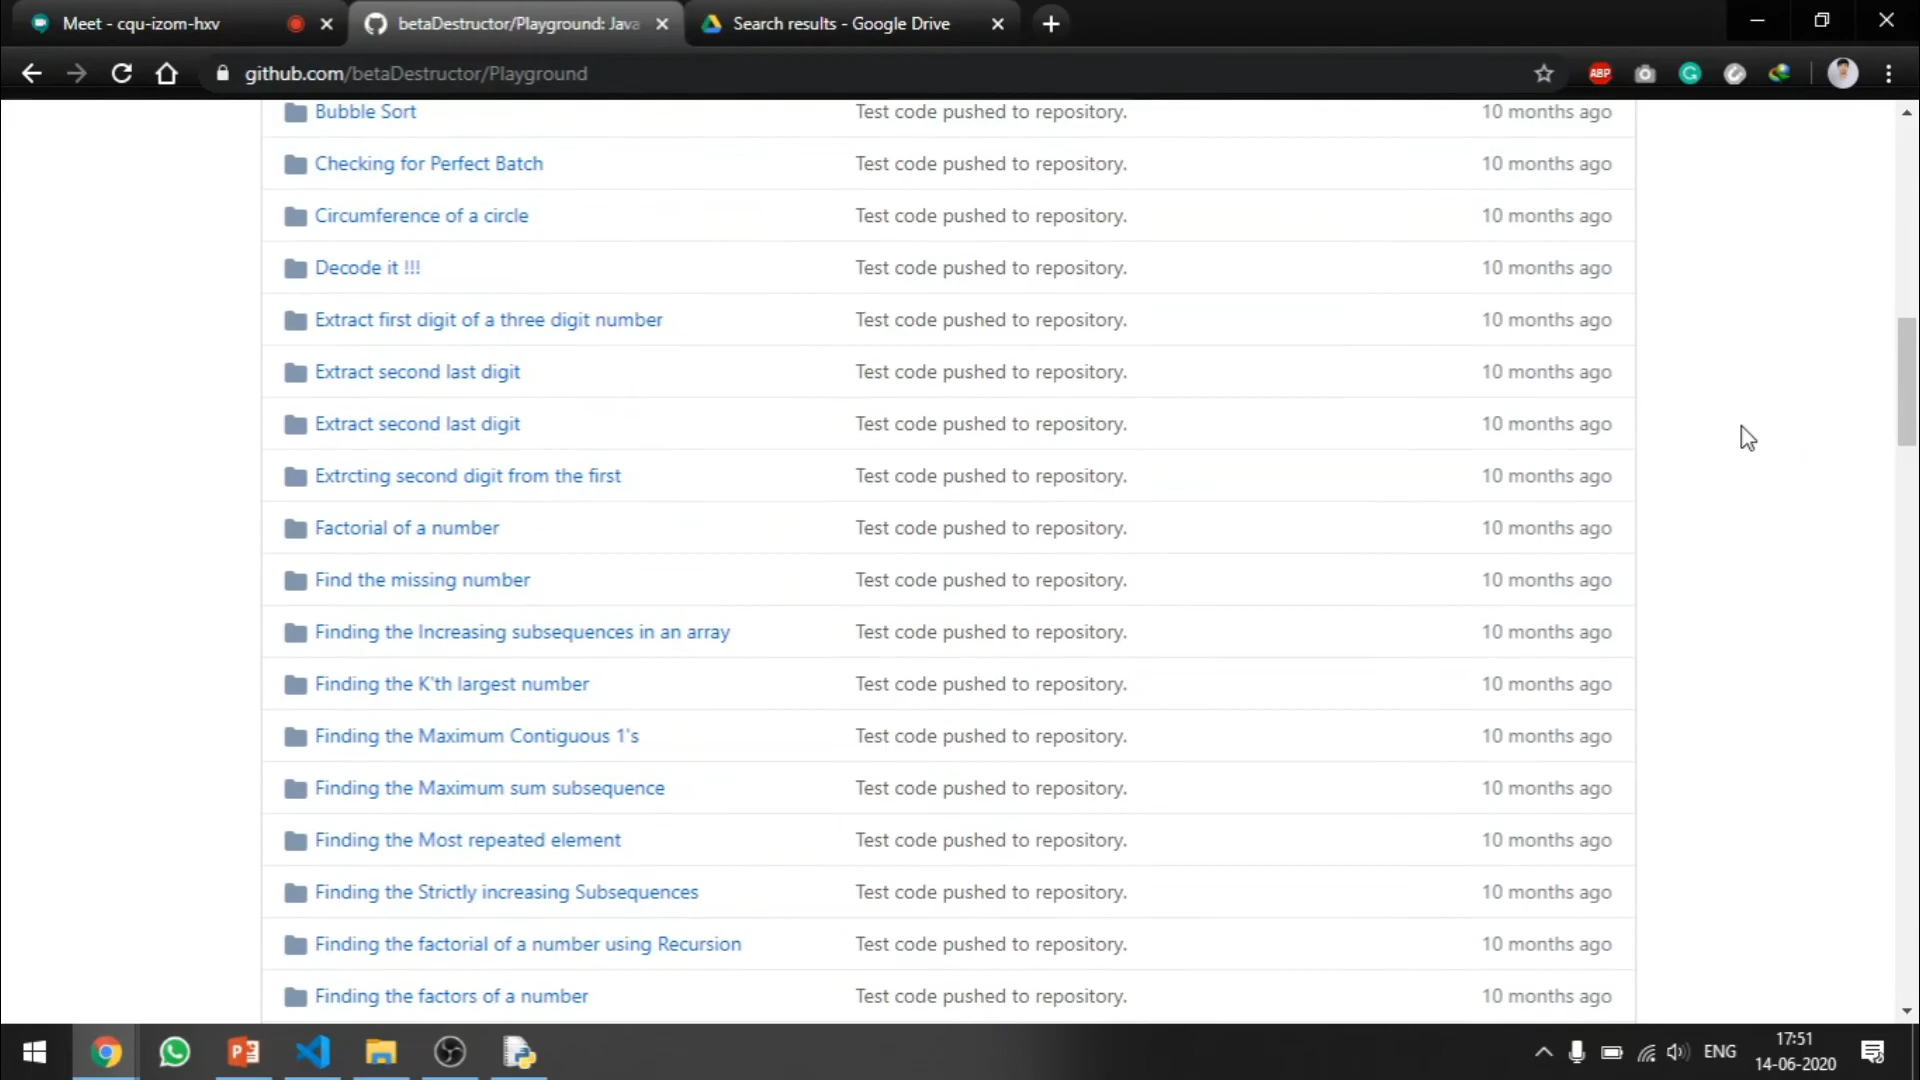 Meet - cqu-izom-hxv
betaDestructor/Playground: Java
Search results - Google Drive
github.com/betaDestructor/Playground
ABP
Bubble Sort Test code pushed to repository. 10 months ago
Checking for Perfect Batch Test code pushed to repository. 10 months ago
Circumference of a circle Test code pushed to repository. 10 months ago
Decode it !!! Test code pushed to repository. 10 months ago
Extract first digit of a three digit number Test code pushed to repository. 10 months ago
Extract second last digit Test code pushed to repository. 10 months ago
Extract second last digit Test code pushed to repository. 10 months ago
Extrcting second digit from the first Test code pushed to repository. 10 months ago
Factorial of a number Test code pushed to repository. 10 months ago
Find the missing number Test code pushed to repository. 10 months ago
Finding the Increasing subsequences in an array Test code pushed to repository. 10 months ago
Finding the K'th largest number Test code pushed to repository. 10 months ago
Finding the Maximum Contiguous 1's Test code pushed to repository. 10 months ago
Finding the Maximum sum subsequence Test code pushed to repository. 10 months ago
Finding the Most repeated element Test code pushed to repository. 10 months ago
Finding the Strictly increasing Subsequences Test code pushed to repository. 10 months ago
Finding the factorial of a number using Recursion Test code pushed to repository. 10 months ago
Finding the factors of a number Test code pushed to repository. 10 months ago
ENG
17:51
14-06-2020